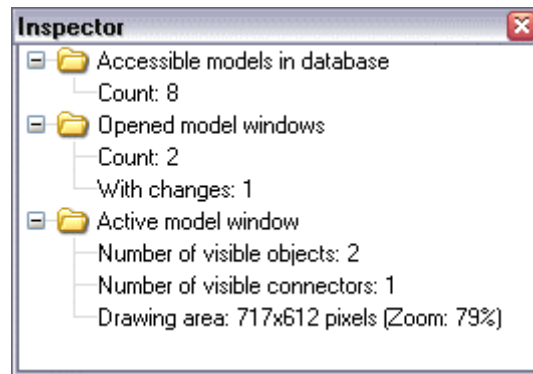 Inspector
Accessible models in database
Count: 8
Opened model windows
Count: 2
With changes: 1
Active model window
Number of visible objects: 2
Number of visible connectors: 1
Drawing area: 717x612 pixels (Zoom: 79%)